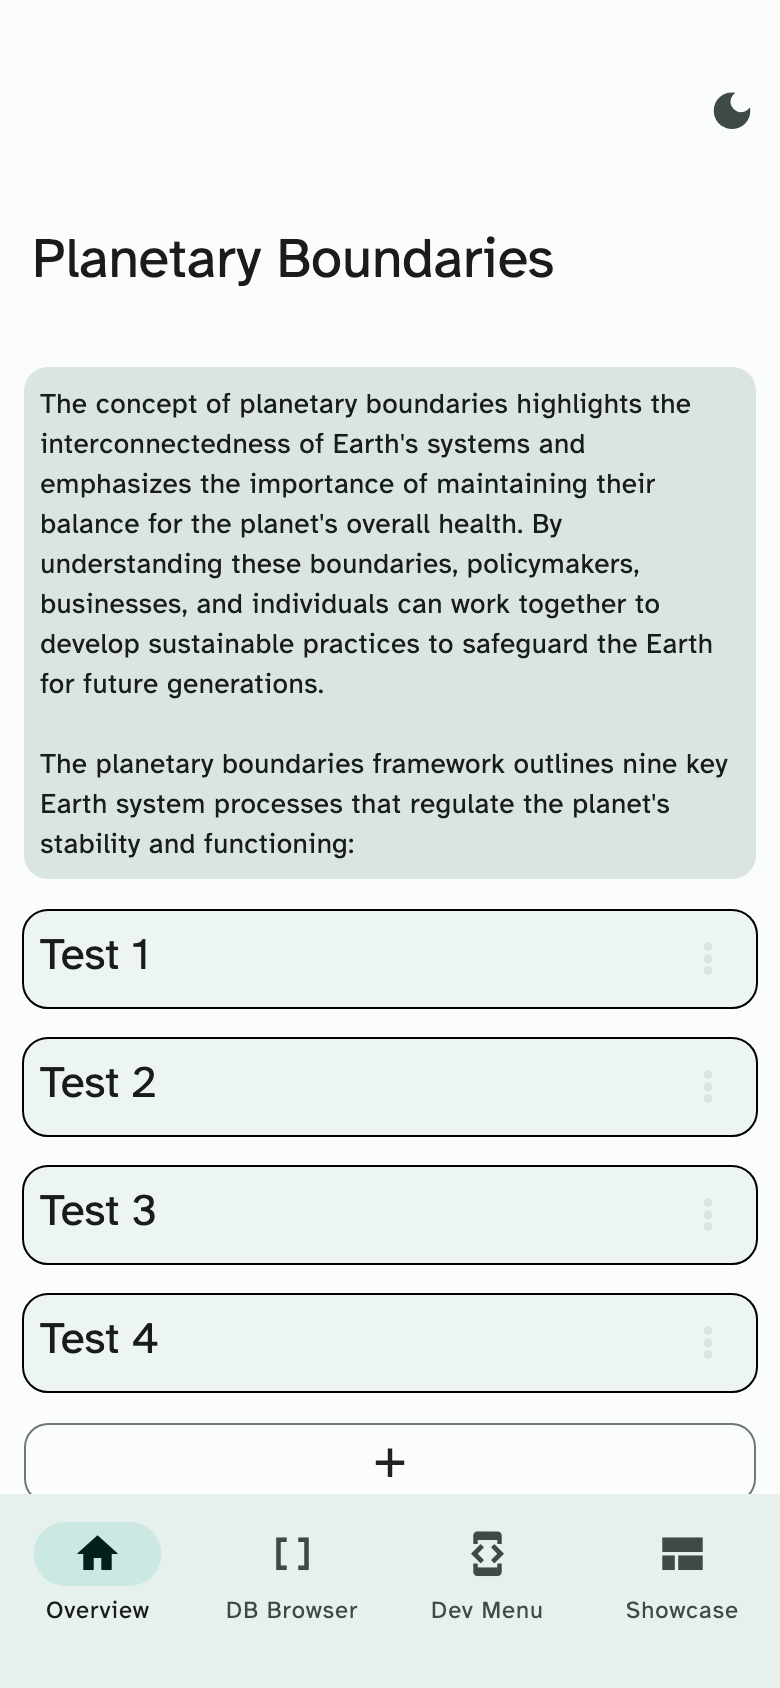 Planetary Boundaries
The concept of planetary boundaries highlights the
interconnectedness of Earth's systems and
emphasizes the importance of maintaining their
balance for the planet's overall health. By
understanding these boundaries, policymakers,
businesses, and individuals can work together to
develop sustainable practices to safeguard the Earth
for future generations.
The planetary boundaries framework outlines nine key
Earth system processes that regulate the planet's
stability and functioning:
Test 1
Test 2
Test 3
Test 4
Overview DB Browser Dev Menu Showcase